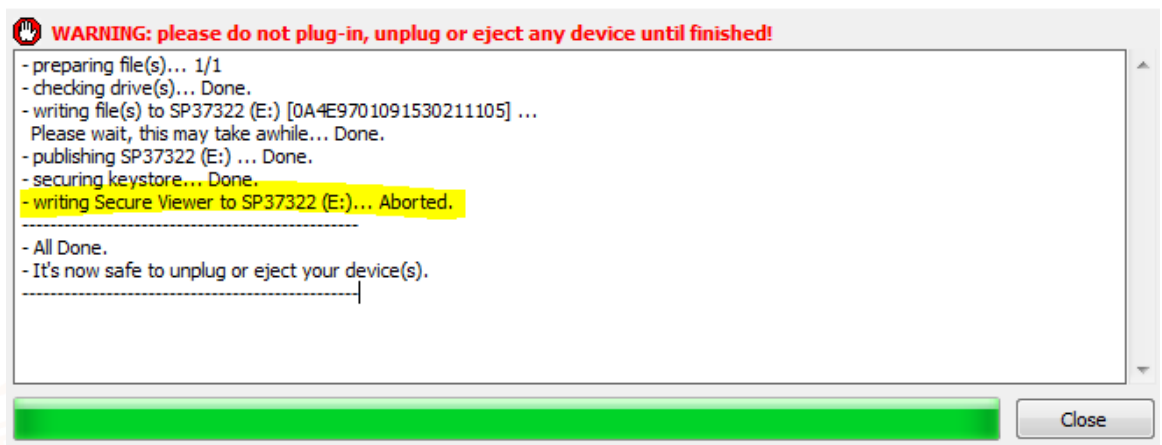 WARNING: please do not plug-in, unplug or eject any device until finished!
- preparing file(s)... 1/1
- checking drive(s)... Done.
- writing file(s) to SP37322 (E:) [0A4E9701091530211105] ...
Please wait, this may take awhile... Done.
- publishing SP37322 (E:) ... Done.
- securing keystore... Done.
- writing Secure Viewer to SP37322 (E:)... Aborted.
------------------------------------------------
- All Done.
- It's now safe to unplug or eject your device(s).
------------------------------------------------
Close